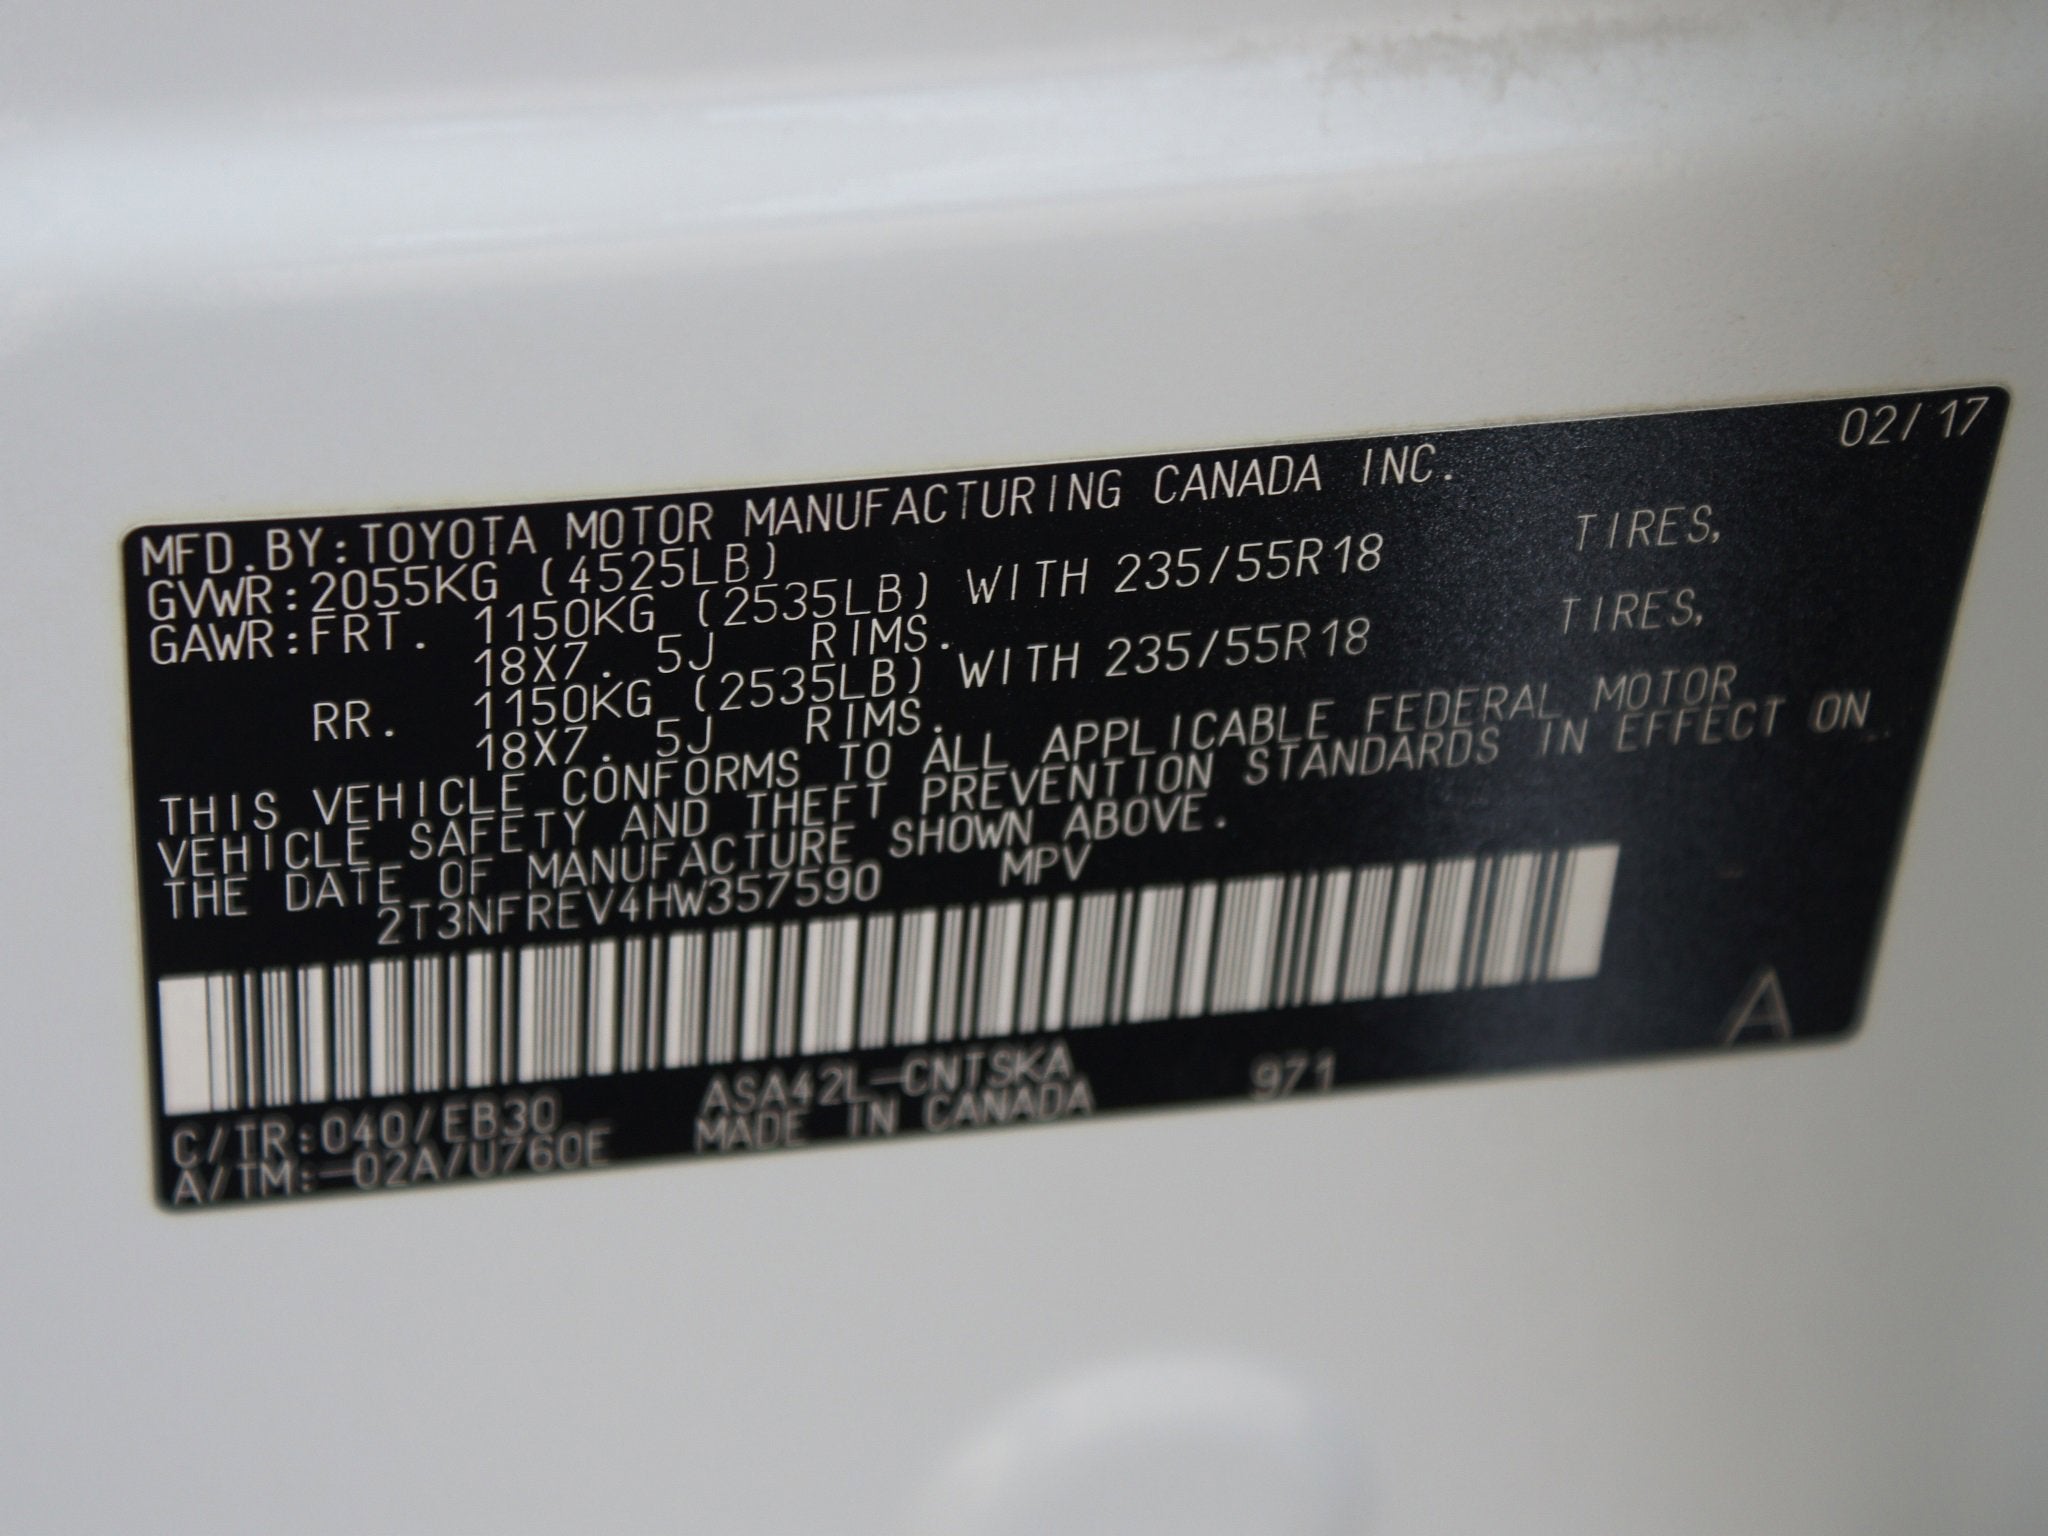 02/17
MFD.BY:TOYOTA MOTOR MANUFACTURING CANADA INC.
GVWR:2055KG (4525LB)
GAWR:FRT. 1150KG (2535LB) WITH 235/55R18 TIRES,
18X7.5J RIMS.
RR. 1150KG (2535LB) WITH 235/55R18 TIRES,
18X7.5J RIMS.
THIS VEHICLE CONFORMS TO ALL APPLICABLE FEDERAL MOTOR
VEHICLE SAFETY AND THEFT PREVENTION STANDARDS IN EFFECT ON
THE DATE OF MANUFACTURE SHOWN ABOVE.
2T3NFREV4HW357590 MPV
A
C/TR:040/EB30 ASA42L-CNTSKA 971
A/TM:-02A/U760E MADE IN CANADA